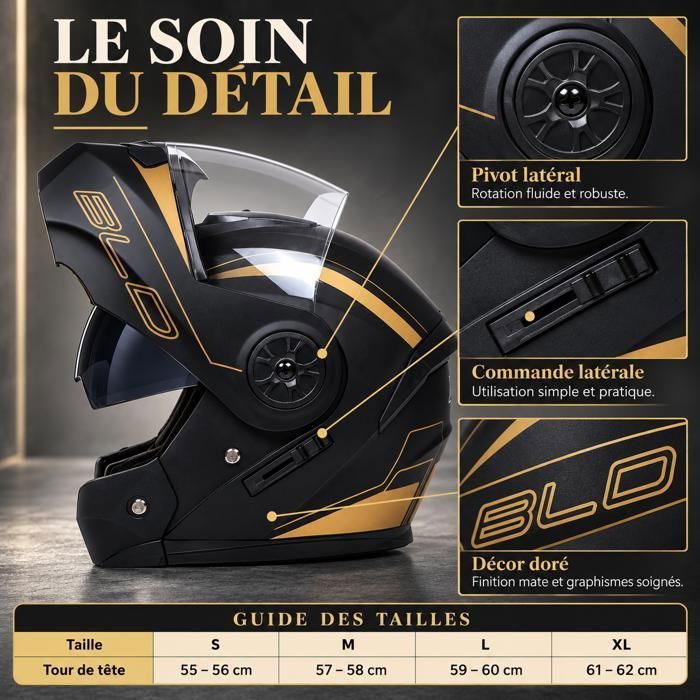 LE SOIN
DU DÉTAIL
BLD
Pivot latéral
Rotation fluide et robuste.
Commande latérale
Utilisation simple et pratique.
BLD
Décor doré
Finition mate et graphismes soignés.
GUIDE DES TAILLES
Taille S M L XL
Tour de tête 55 – 56 cm 57 – 58 cm 59 – 60 cm 61 – 62 cm